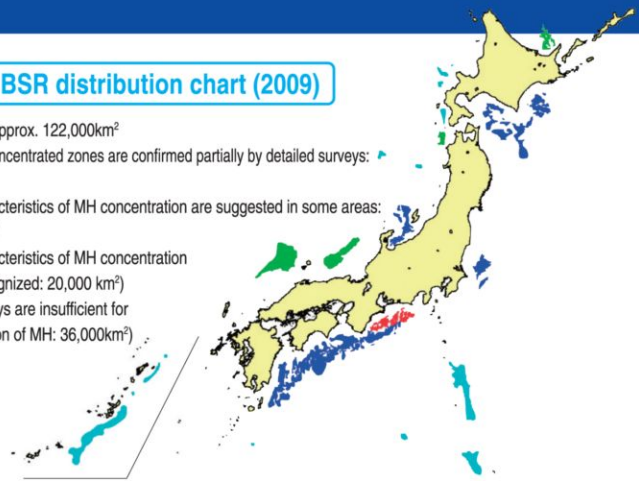 BSR distribution chart (2009)
pprox. 122,000km²
ncentrated zones are confirmed partially by detailed surveys:
cteristics of MH concentration are suggested in some areas:
cteristics of MH concentration
gnized: 20,000 km²)
ys are insufficient for
on of MH: 36,000km²)